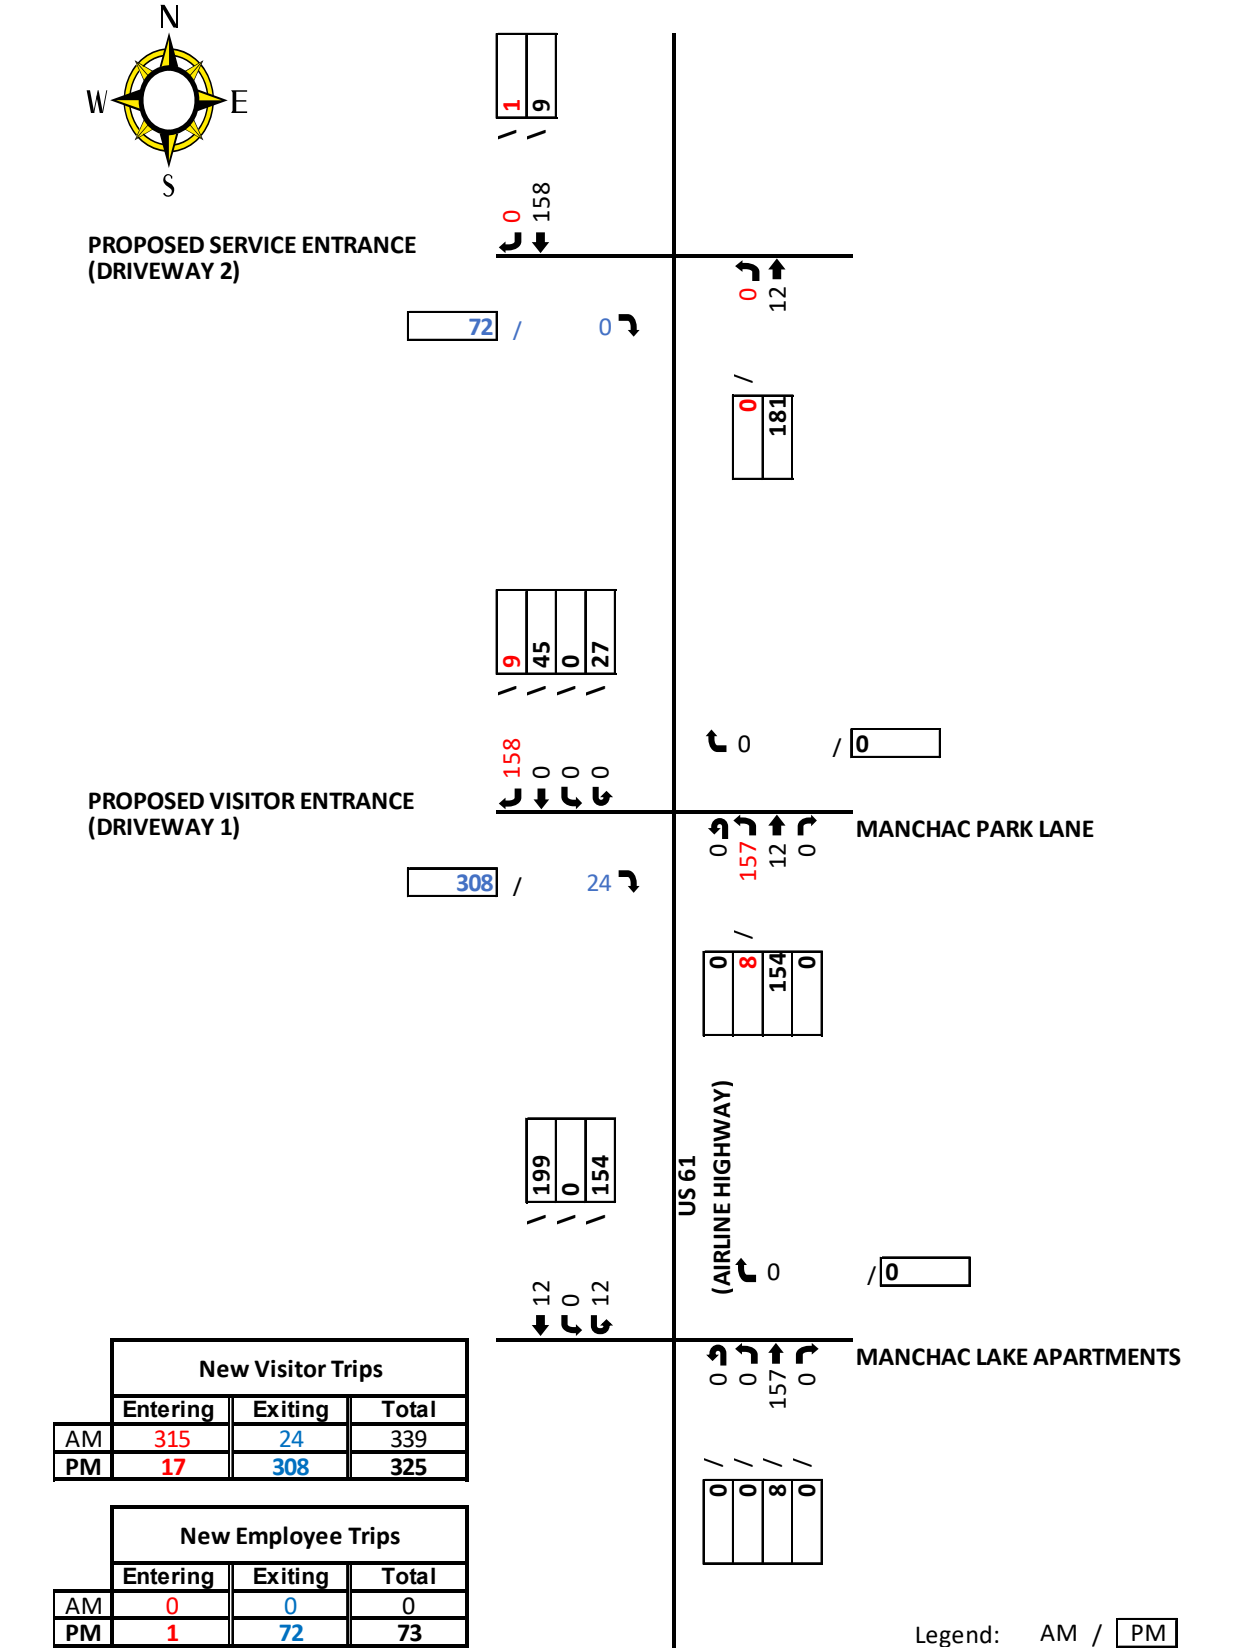 N
W E
S
1 9
/ /
0 158
PROPOSED SERVICE ENTRANCE
(DRIVEWAY 2)
0 12
72 / 0
/
0 181
9 45 0 27
/ / / /
158 0 0 0
0 / 0
PROPOSED VISITOR ENTRANCE
(DRIVEWAY 1)
MANCHAC PARK LANE
0 157 12 0
308 / 24
/
0 8 154 0
US 61
(AIRLINE HIGHWAY)
199 0 154
/ / /
12 0 12
0 / 0
MANCHAC LAKE APARTMENTS
0 0 157 0
/ / / /
0 0 8 0
New Visitor Trips
Entering Exiting Total
AM 315 24 339
PM 17 308 325
New Employee Trips
Entering Exiting Total
AM 0 0 0
PM 1 72 73
Legend: AM / PM